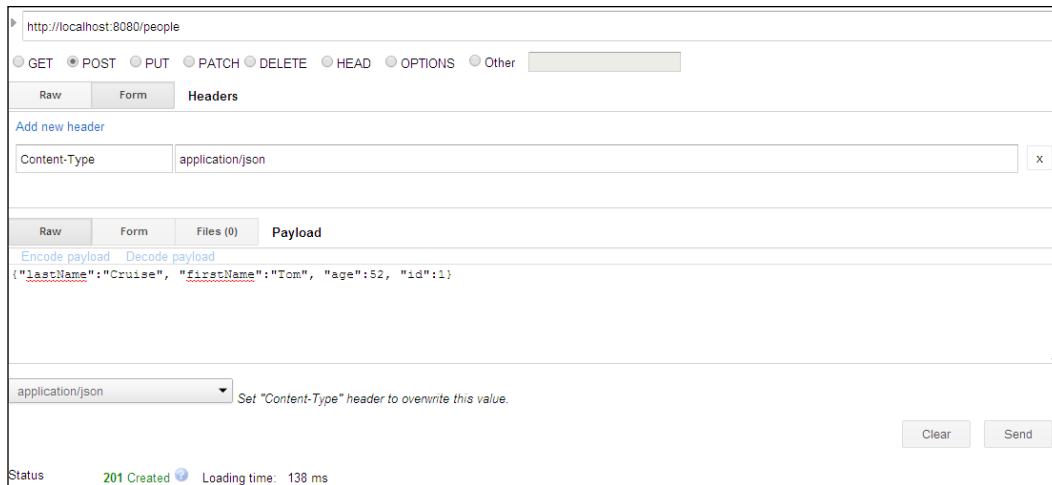 http://localhost:8080/people
GET POST PUT PATCH DELETE HEAD OPTIONS Other
Raw Form Headers
Add new header
Content-Type application/json x
Raw Form Files (0) Payload
Encode payload Decode payload
{"lastName":"Cruise", "firstName":"Tom", "age":52, "id":1}
application/json Set "Content-Type" header to overwrite this value.
Clear Send
Status 201 Created ? Loading time: 138 ms